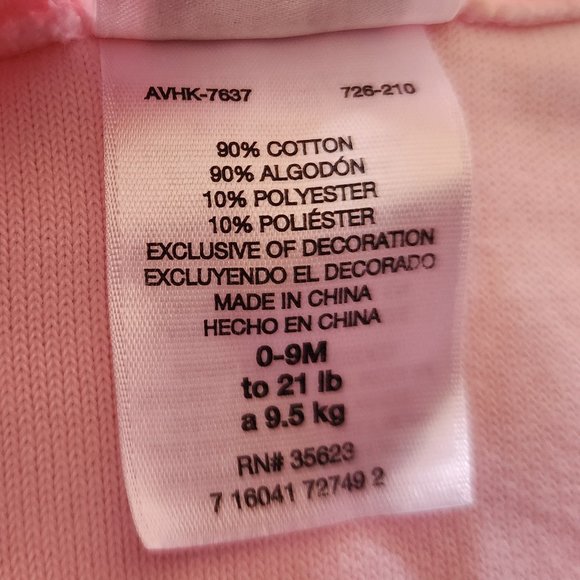 AVHK-7637 726-210
90% COTTON
90% ALGODÓN
10% POLYESTER
10% POLIÉSTER
EXCLUSIVE OF DECORATION
EXCLUYENDO EL DECORADO
MADE IN CHINA
HECHO EN CHINA
0-9M
to 21 lb
a 9.5 kg
RN# 35623
7 16041 72749 2